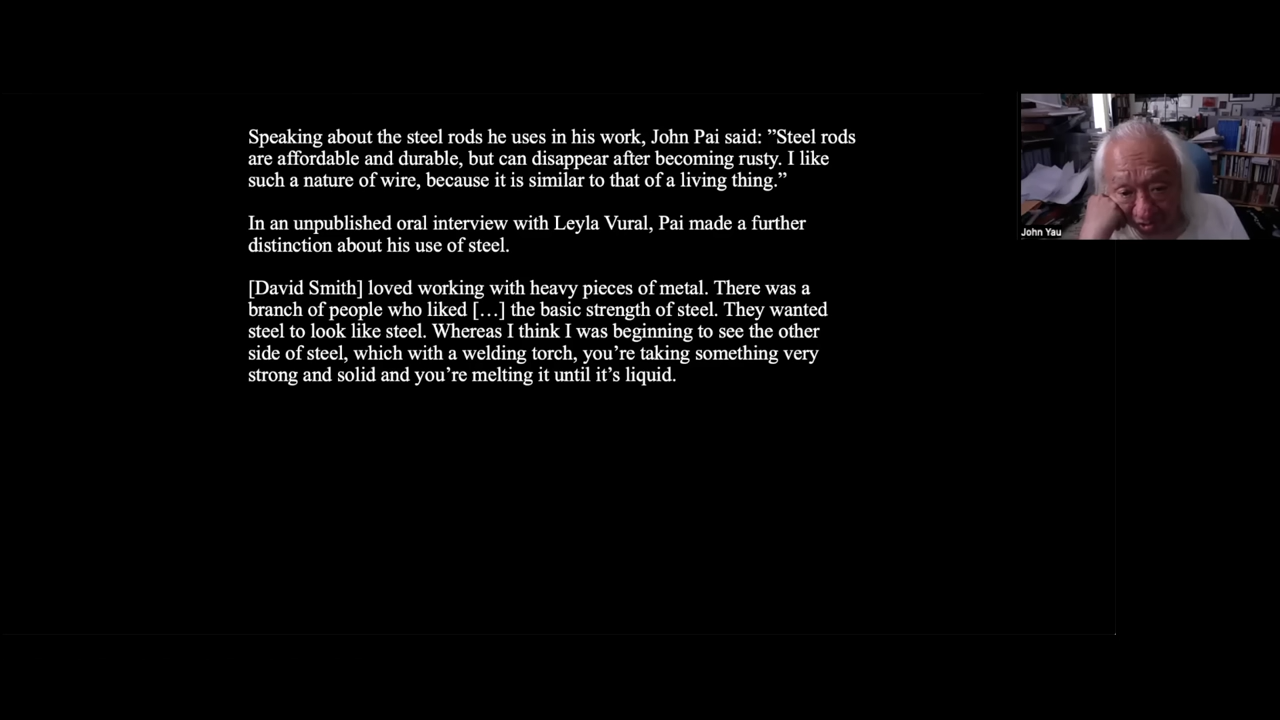 Speaking about the steel rods he uses in his work, John Pai said: ”Steel rods
are affordable and durable, but can disappear after becoming rusty. I like
such a nature of wire, because it is similar to that of a living thing.”
In an unpublished oral interview with Leyla Vural, Pai made a further
distinction about his use of steel.
[David Smith] loved working with heavy pieces of metal. There was a
branch of people who liked […] the basic strength of steel. They wanted
steel to look like steel. Whereas I think I was beginning to see the other
side of steel, which with a welding torch, you’re taking something very
strong and solid and you’re melting it until it’s liquid.
John Yau